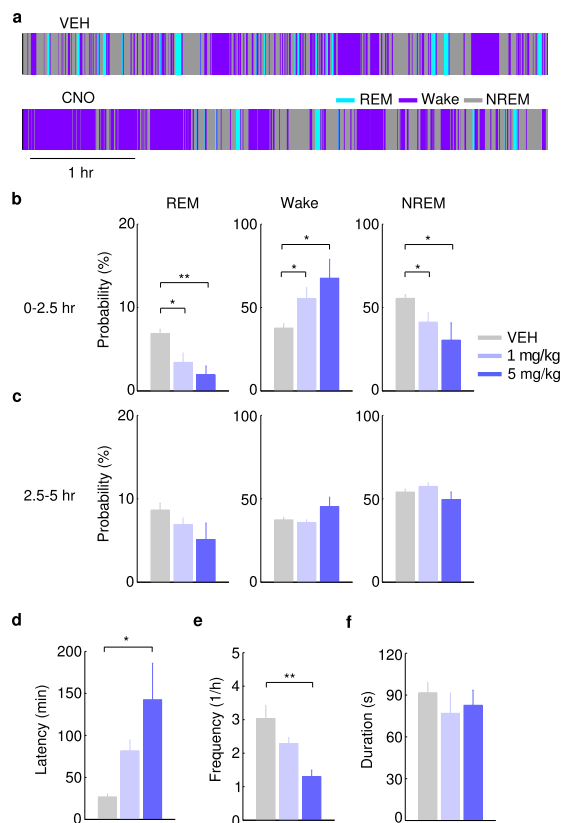 a
VEH
CNO
REM Wake NREM
1 hr
b
REM Wake NREM
0-2.5 hr
Probability (%)
20
10
0
*
**
100
50
0
*
*
100
50
0
*
*
VEH
1 mg/kg
5 mg/kg
c
2.5-5 hr
Probability (%)
20
10
0
100
50
0
100
50
0
d
Latency (min)
200
150
100
50
0
*
e
Frequency (1/h)
5
4
3
2
1
0
**
f
Duration (s)
120
90
60
30
0